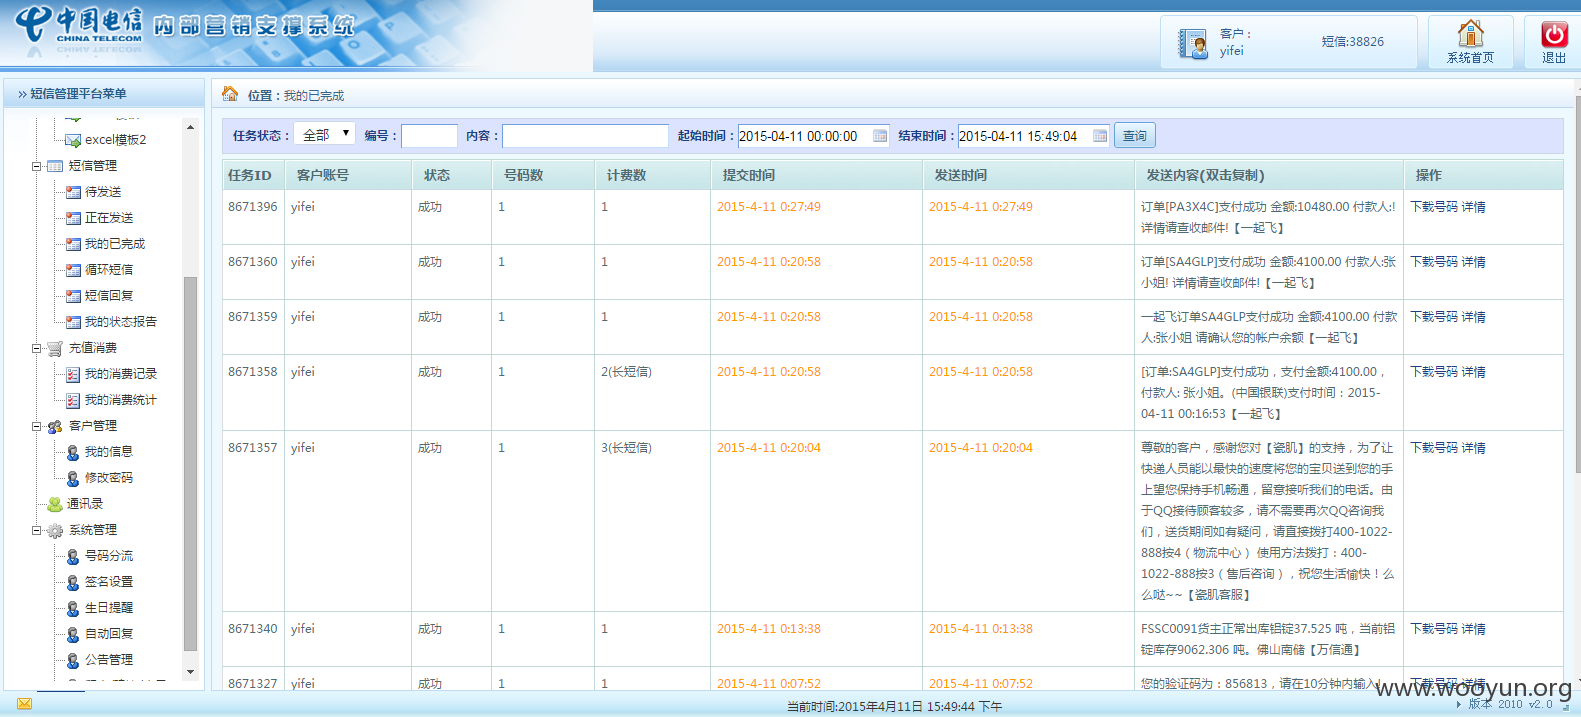 中国电信
CHINA TELECOM
内部营销支撑系统
客户：
yifei
短信:38826
系统首页
退出
短信管理平台菜单
位置：我的已完成
excel模板2
短信管理
待发送
正在发送
我的已完成
循环短信
短信回复
我的状态报告
充值消费
我的消费记录
我的消费统计
客户管理
我的信息
修改密码
通讯录
系统管理
号码分流
签名设置
生日提醒
自动回复
公告管理
任务状态： 全部 编号： 内容： 起始时间：2015-04-11 00:00:00 结束时间：2015-04-11 15:49:04 查询
任务ID 客户账号 状态 号码数 计费数 提交时间 发送时间 发送内容(双击复制) 操作
8671396 yifei 成功 1 1 2015-4-11 0:27:49 2015-4-11 0:27:49 订单[PA3X4C]支付成功 金额:10480.00 付款人:! 下载号码 详情
详情请查收邮件!【一起飞】
8671360 yifei 成功 1 1 2015-4-11 0:20:58 2015-4-11 0:20:58 订单[SA4GLP]支付成功 金额:4100.00 付款人:张 下载号码 详情
小姐! 详情请查收邮件!【一起飞】
8671359 yifei 成功 1 1 2015-4-11 0:20:58 2015-4-11 0:20:58 一起飞订单SA4GLP支付成功 金额:4100.00 付款 下载号码 详情
人:张小姐 请确认您的帐户余额【一起飞】
8671358 yifei 成功 1 2(长短信) 2015-4-11 0:20:58 2015-4-11 0:20:58 [订单:SA4GLP]支付成功，支付金额:4100.00， 下载号码 详情
付款人: 张小姐。(中国银联)支付时间：2015-
04-11 00:16:53【一起飞】
8671357 yifei 成功 1 3(长短信) 2015-4-11 0:20:04 2015-4-11 0:20:04 尊敬的客户，感谢您对【瓷肌】的支持，为了让 下载号码 详情
快递人员能以最快的速度将您的宝贝送到您的手
上望您保持手机畅通，留意接听我们的电话。由
于QQ接待顾客较多，请不需要再次QQ咨询我
们，送货期间如有疑问，请直接拨打400-1022-
888按4（物流中心） 使用方法拨打：400-
1022-888按3（售后咨询），祝您生活愉快！么
么哒~~【瓷肌客服】
8671340 yifei 成功 1 1 2015-4-11 0:13:38 2015-4-11 0:13:38 FSSC0091货主正常出库铝锭37.525 吨，当前铝 下载号码 详情
锭库存9062.306 吨。佛山南储【万信通】
8671327 yifei 成功 1 1 2015-4-11 0:07:52 2015-4-11 0:07:52 您的验证码为：856813，请在10分钟内输入! 下载号码 详情
www.wooyun.org
当前时间:2015年4月11日 15:49:44 下午
版本 2010 v2.0